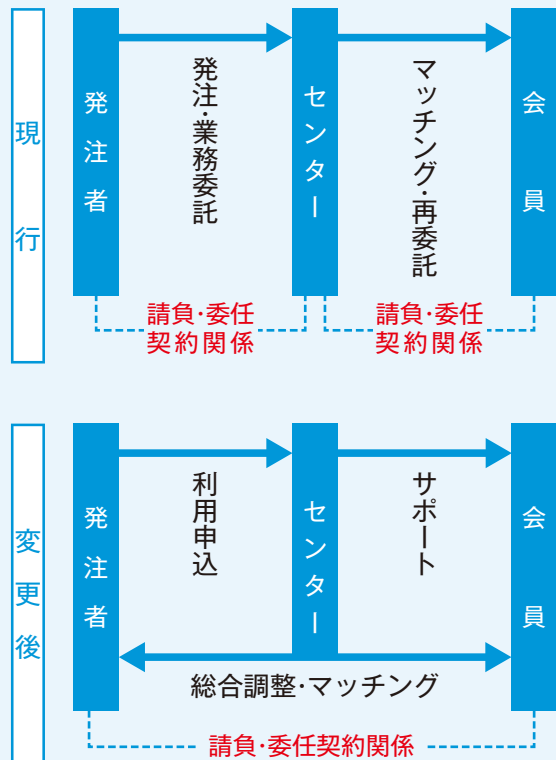 現行
発注者
発注・業務委託
センター
マッチング・再委託
会員
請負・委任
契約関係
請負・委任
契約関係
変更後
発注者
利用申込
センター
サポート
会員
総合調整・マッチング
請負・委任契約関係